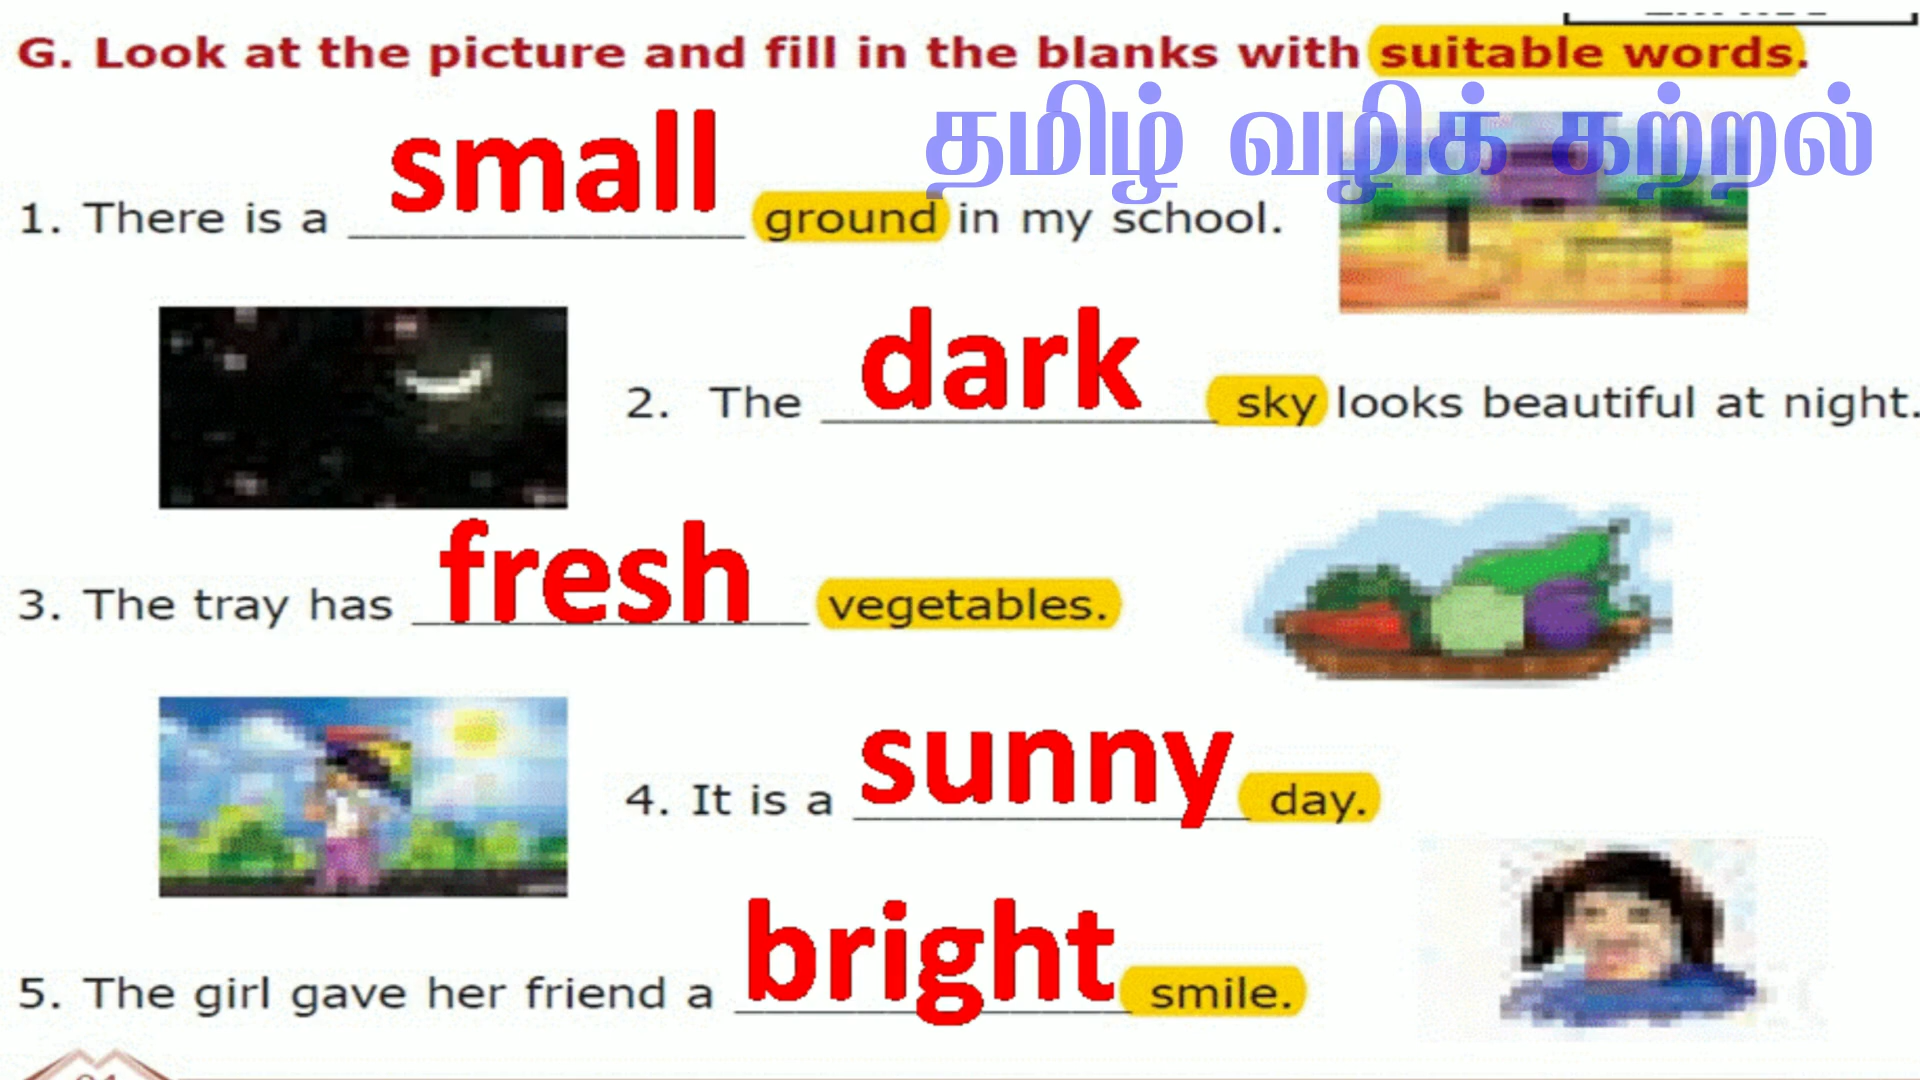 G. Look at the picture and fill in the blanks with suitable words.
தமிழ் வழிக் கற்றல்
1. There is a small ground in my school.
2. The dark sky looks beautiful at night.
3. The tray has fresh vegetables.
4. It is a sunny day.
5. The girl gave her friend a bright smile.